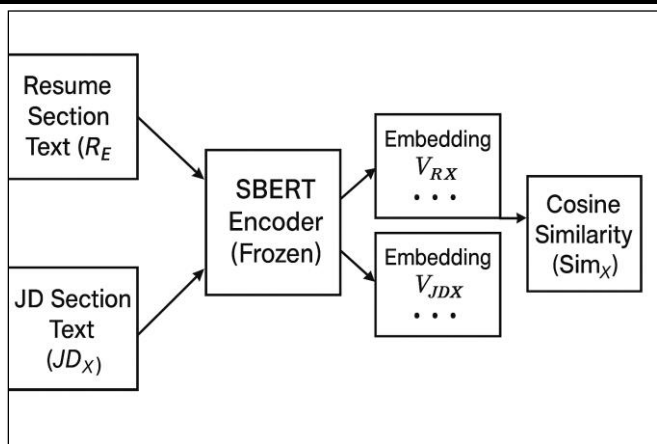 Resume
Section
Text (R_E
JD Section
Text
(JD_X)
SBERT
Encoder
(Frozen)
Embedding
V_RX
• • •
Embedding
V_JDX
• • •
Cosine
Similarity
(Sim_X)